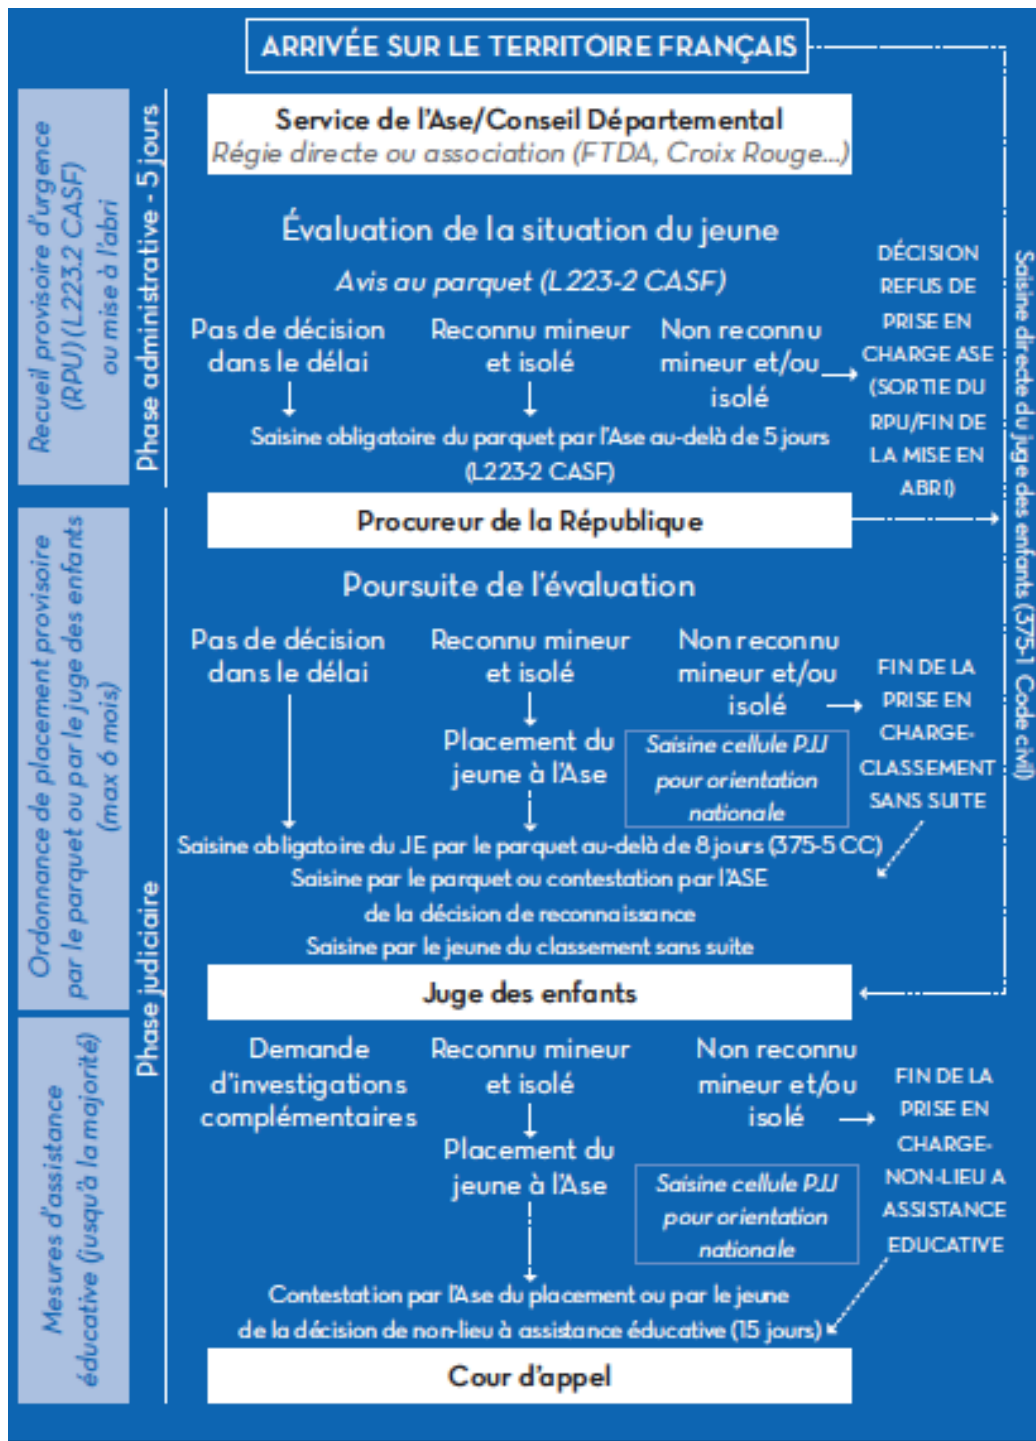 ARRIVÉE SUR LE TERRITOIRE FRANÇAIS
Service de l'Ase/Conseil Départemental
Régie directe ou association (FTDA, Croix Rouge...)
Recueil provisoire d'urgence
(RPU) (L223.2 CASF)
ou mise à l'abri
Phase administrative - 5 jours
Évaluation de la situation du jeune
Avis au parquet (L223-2 CASF)
Pas de décision
dans le délai
Reconnu mineur
et isolé
Non reconnu
mineur et/ou
isolé
DÉCISION
REFUS DE
PRISE EN
CHARGE ASE
(SORTIE DU
RPU/FIN DE
LA MISE EN
ABRI)
Saisine directe du juge des enfants (375-1 Code civil)
Saisine obligatoire du parquet par l'Ase au-delà de 5 jours
(L223-2 CASF)
Procureur de la République
Ordonnance de placement provisoire
par le parquet ou par le juge des enfants
(max 6 mois)
Phase judiciaire
Poursuite de l'évaluation
Pas de décision
dans le délai
Reconnu mineur
et isolé
Non reconnu
mineur et/ou
isolé
FIN DE LA
PRISE EN
CHARGE-
CLASSEMENT
SANS SUITE
Placement du
jeune à l'Ase
Saisine cellule PJJ
pour orientation
nationale
Saisine obligatoire du JE par le parquet au-delà de 8 jours (375-5 CC)
Saisine par le parquet ou contestation par l'ASE
de la décision de reconnaissance
Saisine par le jeune du classement sans suite
Juge des enfants
Mesures d'assistance
éducative (jusqu'à la majorité)
Demande
d'investigations
complémentaires
Reconnu mineur
et isolé
Non reconnu
mineur et/ou
isolé
FIN DE LA
PRISE EN
CHARGE-
NON-LIEU A
ASSISTANCE
EDUCATIVE
Placement du
jeune à l'Ase
Saisine cellule PJJ
pour orientation
nationale
Contestation par l'Ase du placement ou par le jeune
de la décision de non-lieu à assistance éducative (15 jours)
Cour d'appel